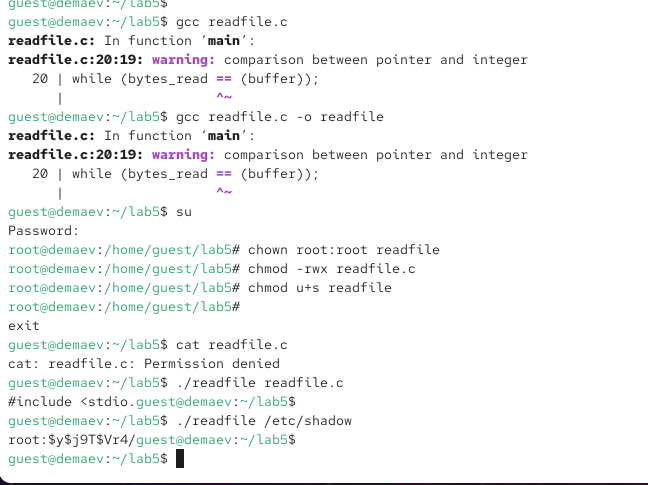 guest@demaev:~/lab5$
guest@demaev:~/lab5$ gcc readfile.c
readfile.c: In function ‘main’:
readfile.c:20:19: warning: comparison between pointer and integer
   20 | while (bytes_read == (buffer));
      |                   ^~
guest@demaev:~/lab5$ gcc readfile.c -o readfile
readfile.c: In function ‘main’:
readfile.c:20:19: warning: comparison between pointer and integer
   20 | while (bytes_read == (buffer));
      |                   ^~
guest@demaev:~/lab5$ su
Password:
root@demaev:/home/guest/lab5# chown root:root readfile
root@demaev:/home/guest/lab5# chmod -rwx readfile.c
root@demaev:/home/guest/lab5# chmod u+s readfile
root@demaev:/home/guest/lab5#
exit
guest@demaev:~/lab5$ cat readfile.c
cat: readfile.c: Permission denied
guest@demaev:~/lab5$ ./readfile readfile.c
#include <stdio.guest@demaev:~/lab5$
guest@demaev:~/lab5$ ./readfile /etc/shadow
root:$y$j9T$Vr4/guest@demaev:~/lab5$
guest@demaev:~/lab5$